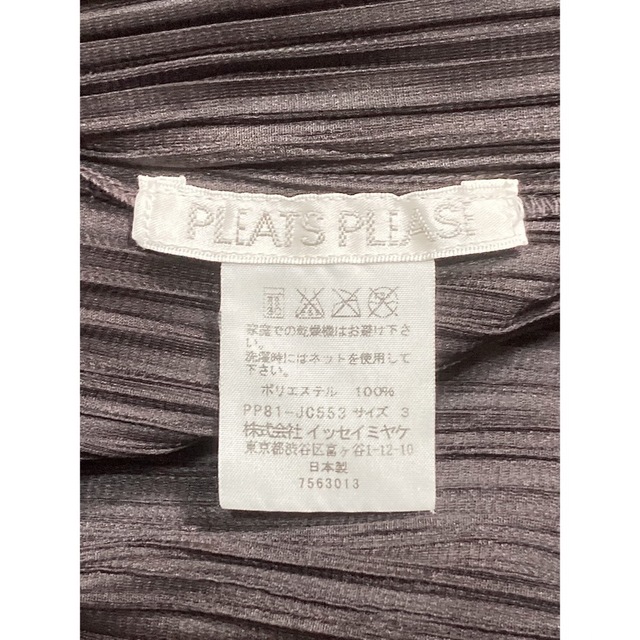 PLEATS PLEASE
家庭での乾燥機はお避け下さ
い。
洗濯時にはネットを使用して
下さい。
ポリエステル 100%
PP81-JC553 サイズ 3
株式会社 イッセイミヤケ
東京都渋谷区富ヶ谷1-12-10
日本製
7563013